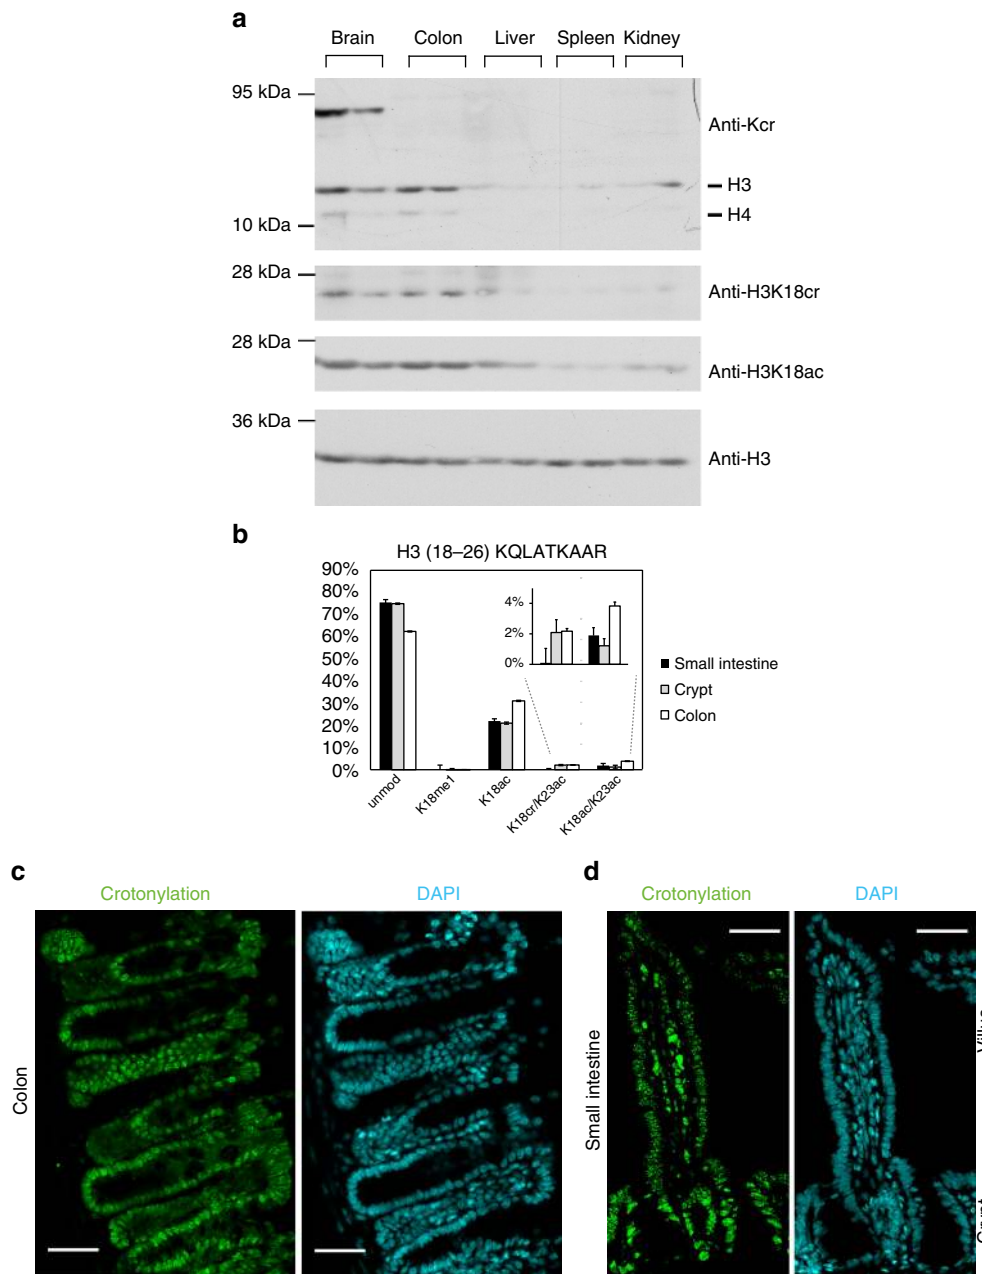 a
Brain Colon Liver Spleen Kidney
95 kDa
Anti-Kcr
H3
H4
10 kDa
28 kDa
Anti-H3K18cr
28 kDa
Anti-H3K18ac
36 kDa
Anti-H3
b
H3 (18–26) KQLATKAAR
90%
80%
70%
60%
50%
40%
30%
20%
10%
0%
4%
2%
0%
Small intestine
Crypt
Colon
unmod
K18me1
K18ac
K18cr/K23ac
K18ac/K23ac
c
Crotonylation DAPI
Colon
d
Crotonylation DAPI
Small intestine
Villus
Crypt